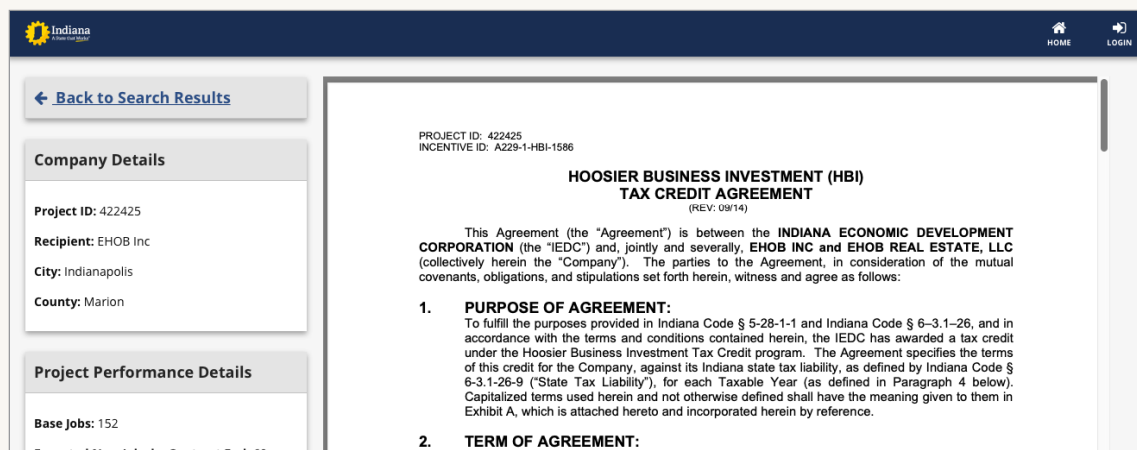 Indiana
A State that Works
HOME
LOGIN
Back to Search Results
Company Details
Project ID: 422425
Recipient: EHOB Inc
City: Indianapolis
County: Marion
Project Performance Details
Base Jobs: 152
PROJECT ID: 422425
INCENTIVE ID: A229-1-HBI-1586
HOOSIER BUSINESS INVESTMENT (HBI)
TAX CREDIT AGREEMENT
(REV: 09/14)
This Agreement (the “Agreement”) is between the INDIANA ECONOMIC DEVELOPMENT
CORPORATION (the “IEDC”) and, jointly and severally, EHOB INC and EHOB REAL ESTATE, LLC
(collectively herein the “Company”). The parties to the Agreement, in consideration of the mutual
covenants, obligations, and stipulations set forth herein, witness and agree as follows:
1. PURPOSE OF AGREEMENT:
To fulfill the purposes provided in Indiana Code § 5-28-1-1 and Indiana Code § 6–3.1–26, and in
accordance with the terms and conditions contained herein, the IEDC has awarded a tax credit
under the Hoosier Business Investment Tax Credit program. The Agreement specifies the terms
of this credit for the Company, against its Indiana state tax liability, as defined by Indiana Code §
6-3.1-26-9 (“State Tax Liability”), for each Taxable Year (as defined in Paragraph 4 below).
Capitalized terms used herein and not otherwise defined shall have the meaning given to them in
Exhibit A, which is attached hereto and incorporated herein by reference.
2. TERM OF AGREEMENT: